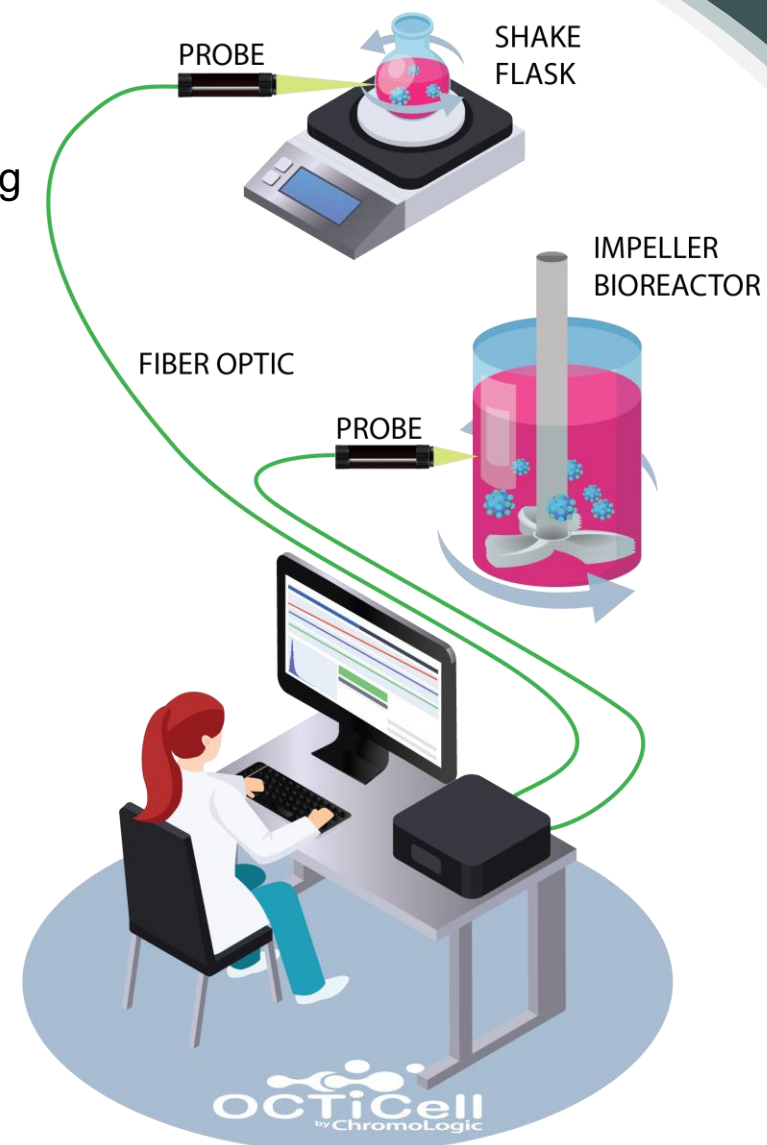 PROBE
SHAKE
FLASK
g
IMPELLER
BIOREACTOR
FIBER OPTIC
PROBE
OCTiCell
by ChromoLogic